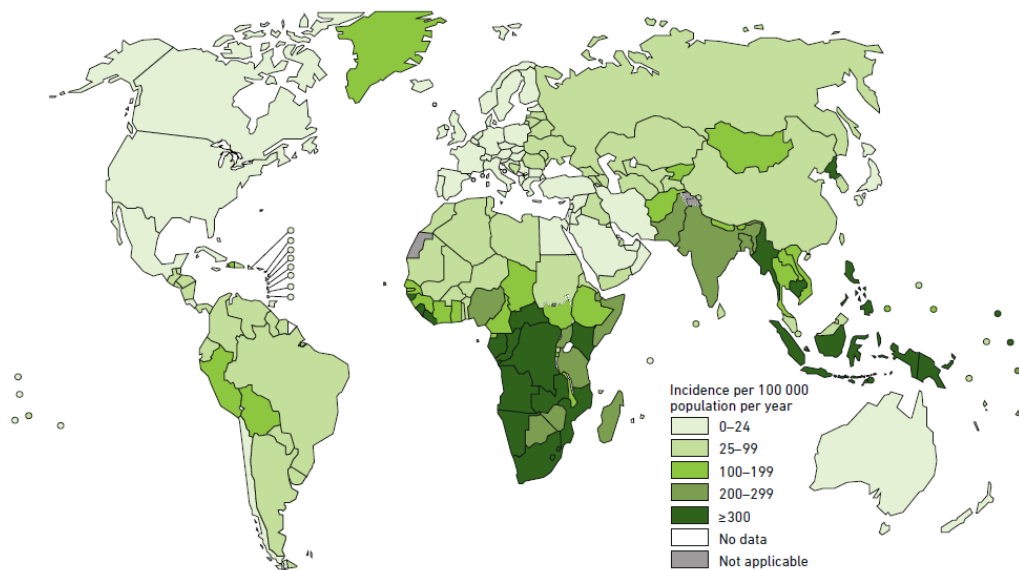 Incidence per 100 000
population per year
0–24
25–99
100–199
200–299
≥300
No data
Not applicable